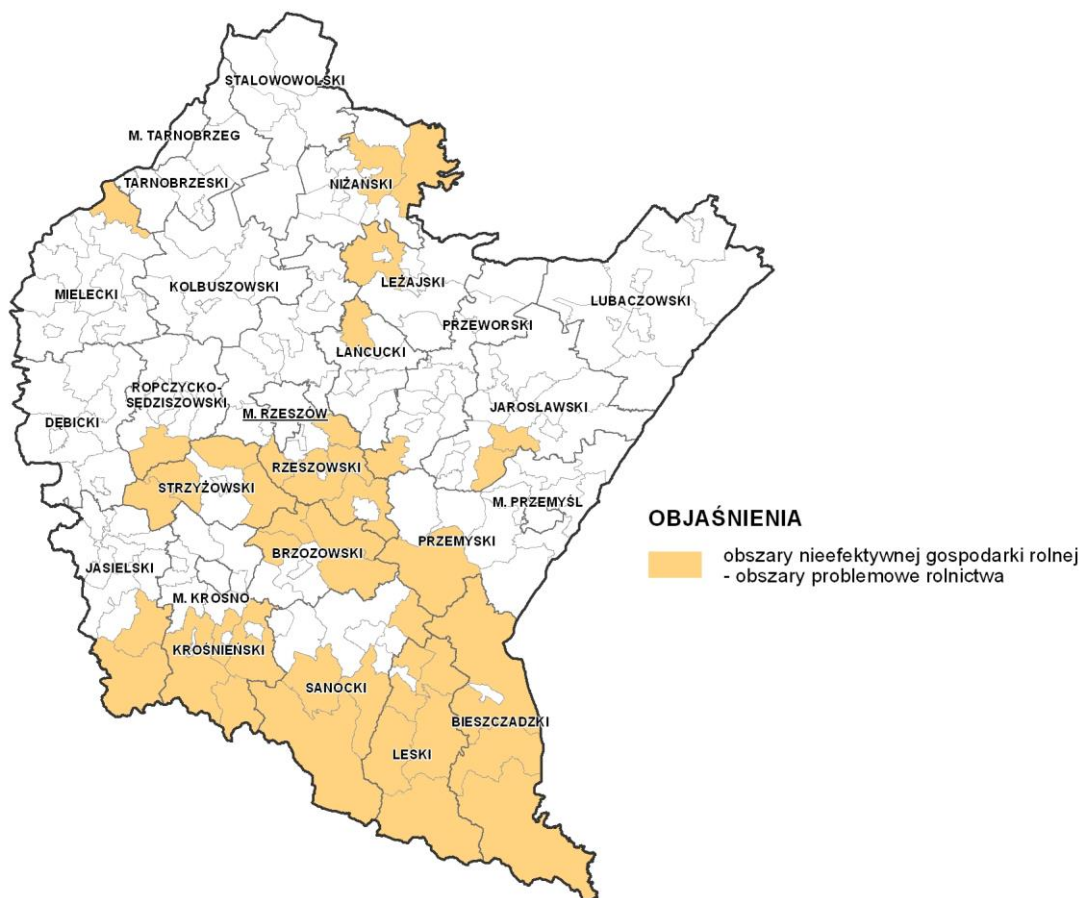 STALOWOWOLSKI
M. TARNOBRZEG
TARNOBRZESKI
NIŻAŃSKI
MIELECKI
KOLBUSZOWSKI
LEŻAJSKI
LUBACZOWSKI
PRZEWORSKI
ŁAŃCUCKI
ROPCZYCKO-
SĘDZISZOWSKI
M. RZESZÓW
JAROSŁAWSKI
DĘBICKI
RZESZOWSKI
STRZYŻOWSKI
M. PRZEMYŚL
PRZEMYSKI
BRZOZOWSKI
JASIELSKI
M. KROSNO
KROŚNIEŃSKI
SANOCKI
BIESZCZADZKI
LESKI
OBJAŚNIENIA
obszary nieefektywnej gospodarki rolnej
- obszary problemowe rolnictwa